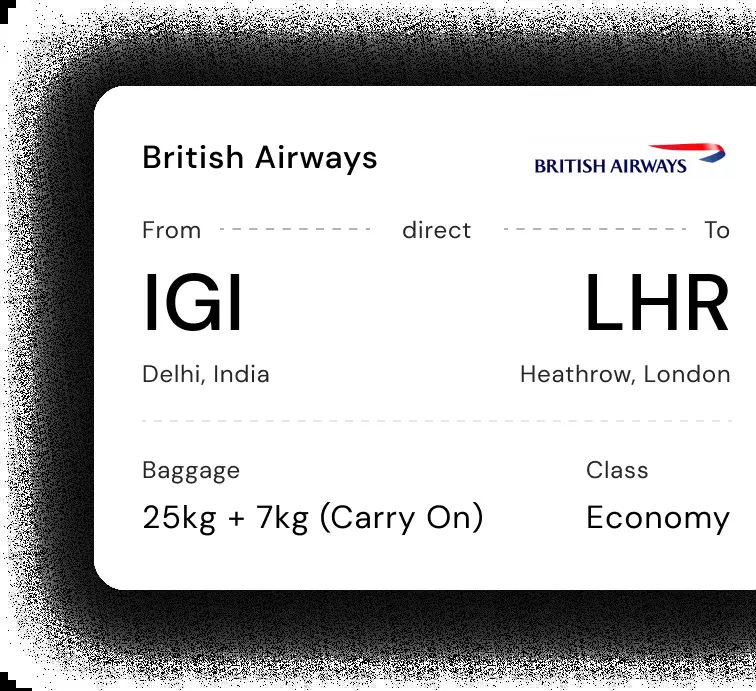 British Airways
BRITISH AIRWAYS
From direct To
IGI LHR
Delhi, India Heathrow, London
Baggage Class
25kg + 7kg (Carry On) Economy